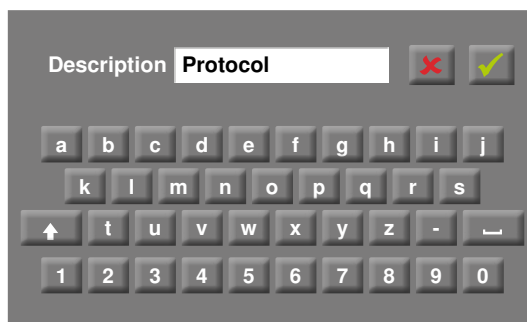 Description Protocol
a b c d e f g h i j
k l m n o p q r s
t u v w x y z -
1 2 3 4 5 6 7 8 9 0